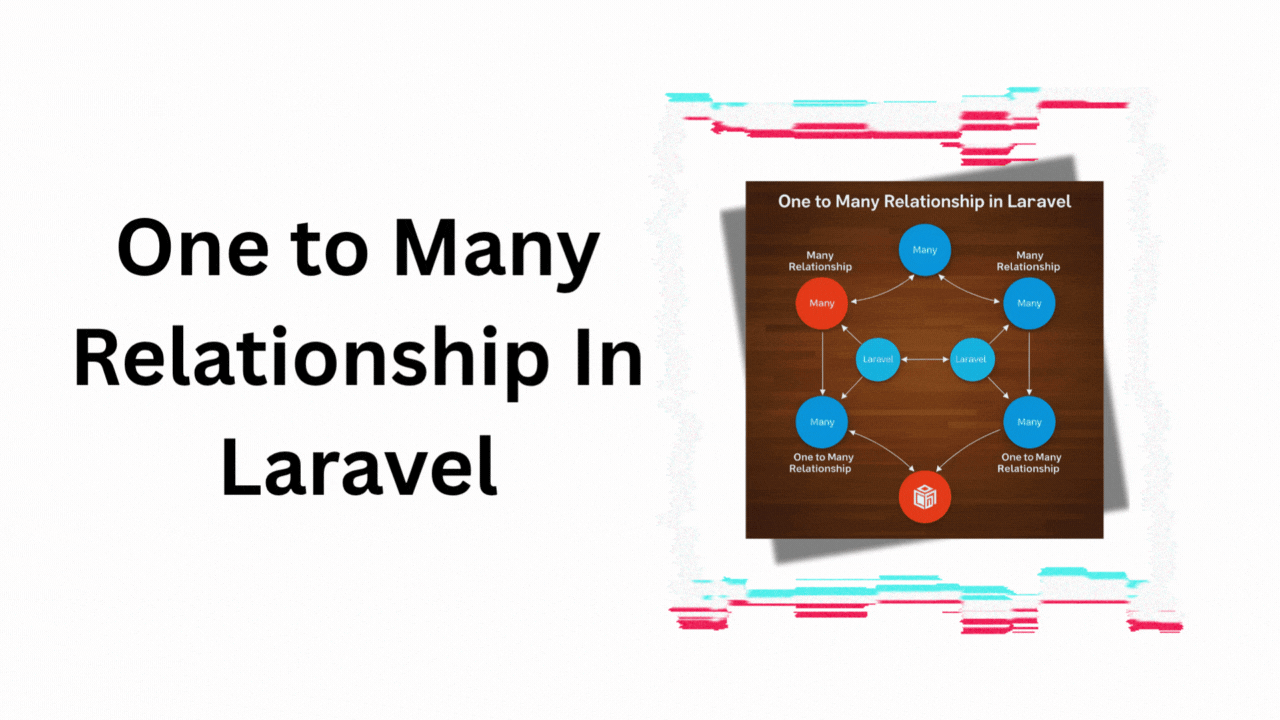 One to Many
Relationship In
Laravel
One to Many Relationship in Laravel
Many
Many
Relationship
Many
Relationship
Many
Many
Laravel
Laravel
Many
Many
One to Many
Relationship
One to Many
Relationship